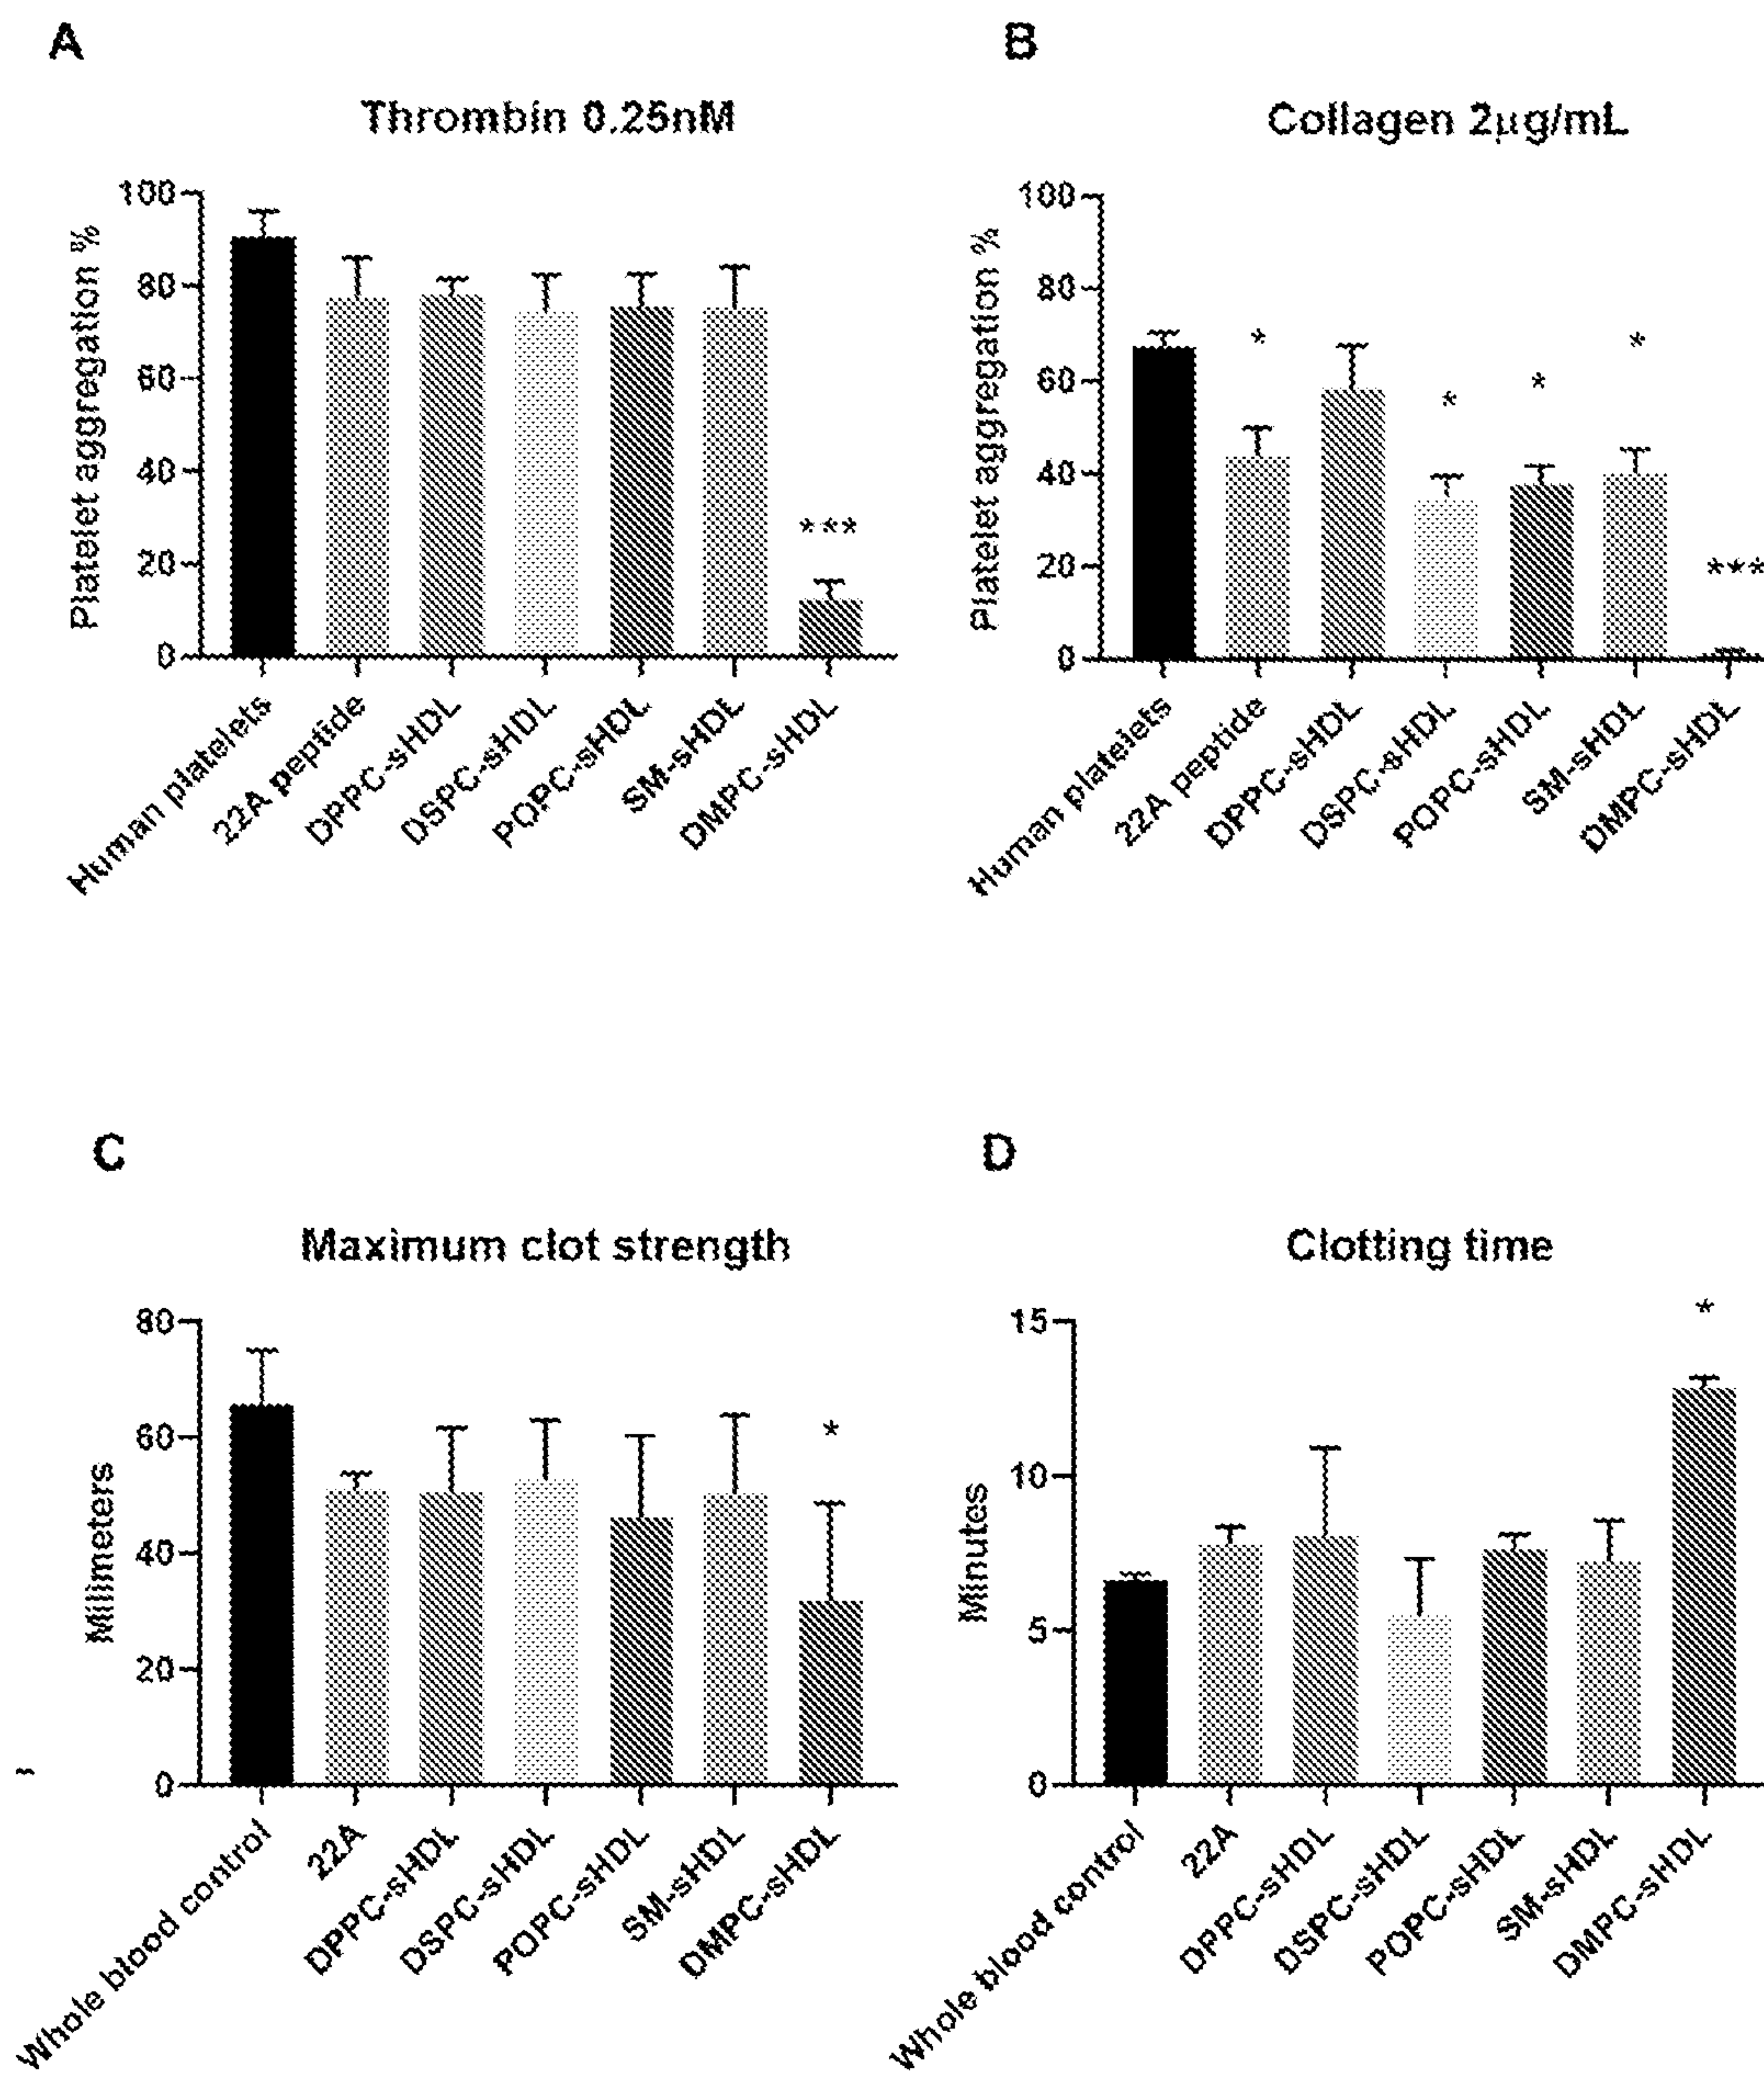 A
Thrombin 0.25nM
Platelet aggregation %
100
80
60
40
20
0
***
Human platelets
22A peptide
DPPC-sHDL
DSPC-sHDL
POPC-sHDL
SM-sHDL
DMPC-sHDL
B
Collagen 2μg/mL
Platelet aggregation %
100
80
60
40
20
0
*
*
*
*
***
Human platelets
22A peptide
DPPC-sHDL
DSPC-sHDL
POPC-sHDL
SM-sHDL
DMPC-sHDL
C
Maximum clot strength
Milimeters
80
60
40
20
0
*
Whole blood control
22A
DPPC-sHDL
DSPC-sHDL
POPC-sHDL
SM-sHDL
DMPC-sHDL
D
Clotting time
Minutes
15
10
5
0
*
Whole blood control
22A
DPPC-sHDL
DSPC-sHDL
POPC-sHDL
SM-sHDL
DMPC-sHDL